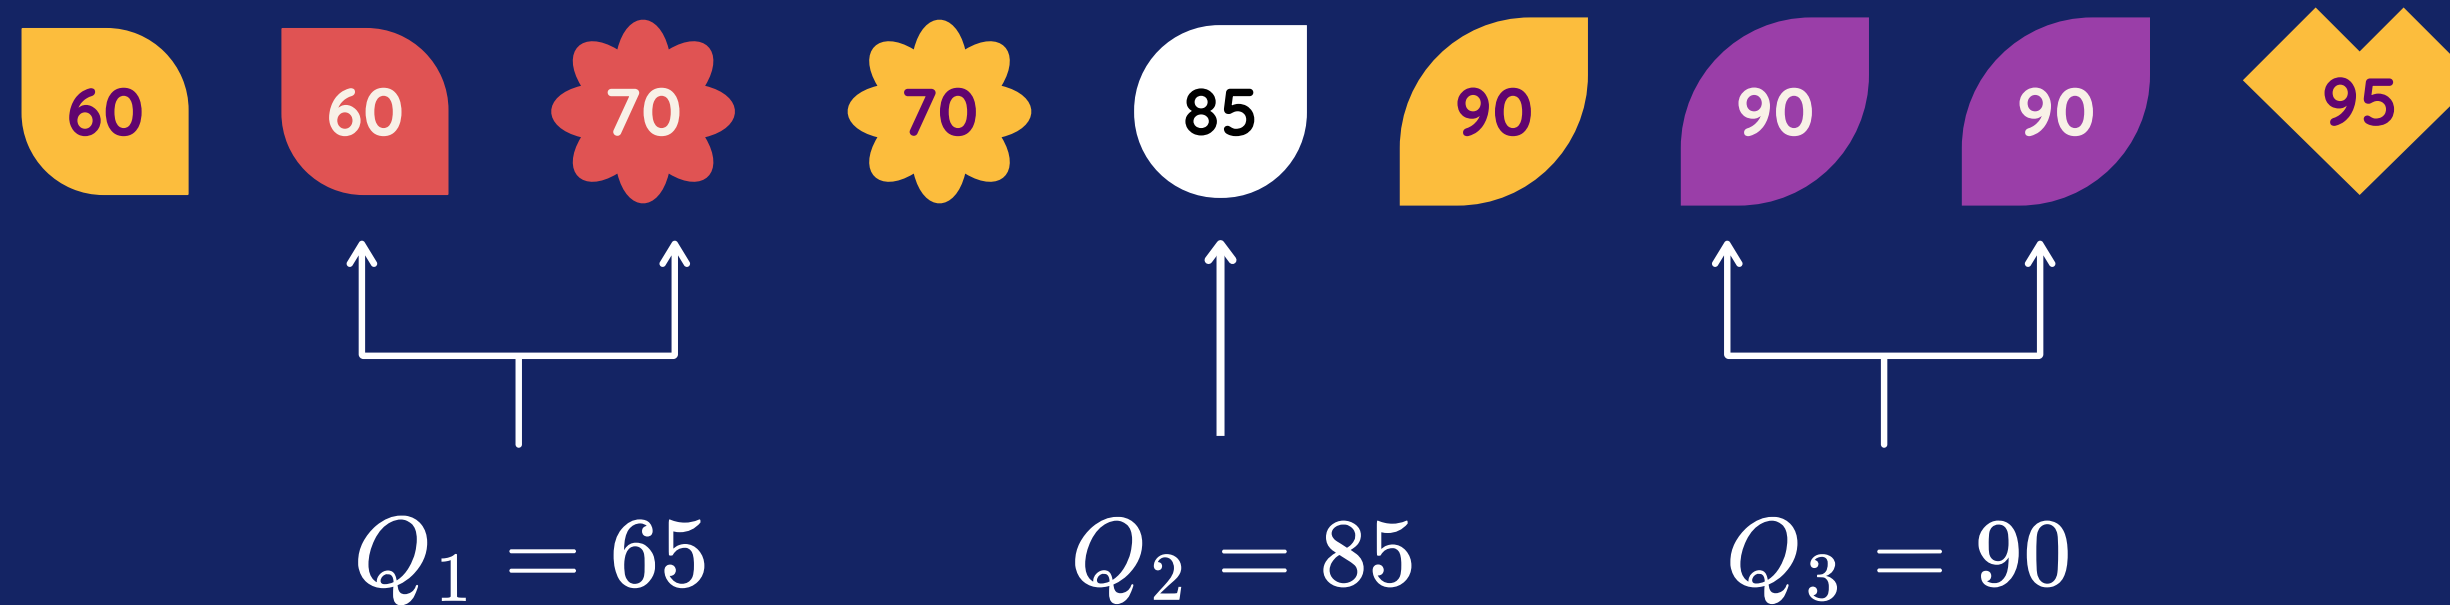 60 60 70 70 85 90 90 90 95
Q₁ = 65 Q₂ = 85 Q₃ = 90